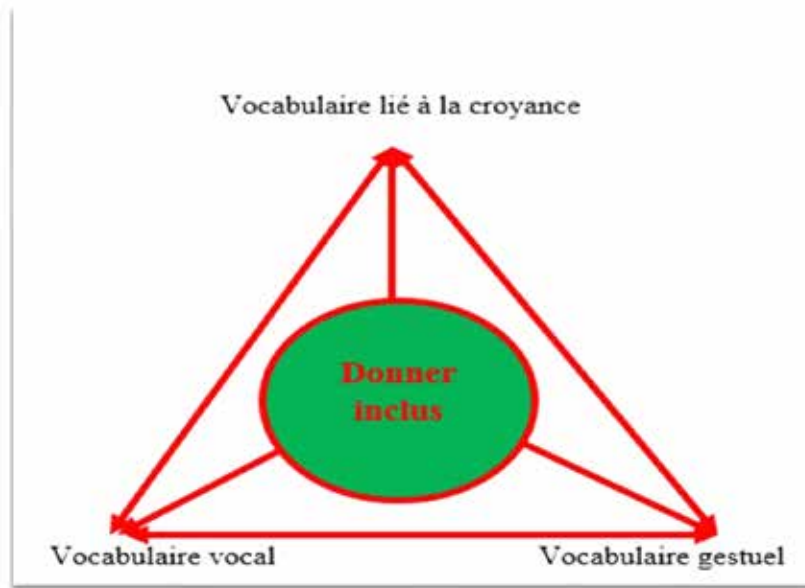 Vocabulaire lié à la croyance
Donner
inclus
Vocabulaire vocal
Vocabulaire gestuel